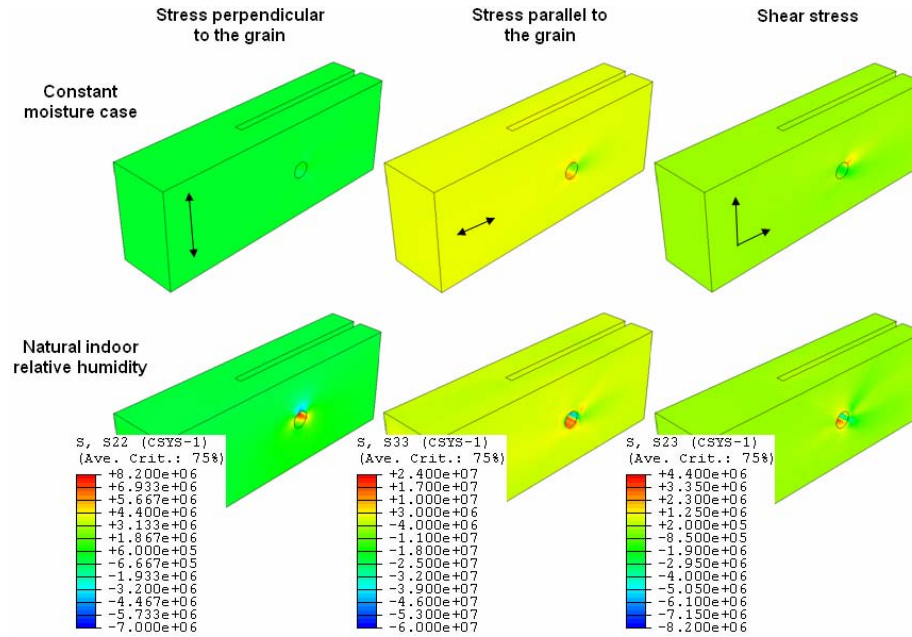 Stress perpendicular
to the grain
Stress parallel to
the grain
Shear stress
Constant
moisture case
Natural indoor
relative humidity
S, S22 (CSYS-1)
(Ave. Crit.: 75%)
+8.200e+06
+6.933e+06
+5.667e+06
+4.400e+06
+3.133e+06
+1.867e+06
+6.000e+05
-6.667e+05
-1.933e+06
-3.200e+06
-4.467e+06
-5.733e+06
-7.000e+06
S, S33 (CSYS-1)
(Ave. Crit.: 75%)
+2.400e+07
+1.700e+07
+1.000e+07
+3.000e+06
-4.000e+06
-1.100e+07
-1.800e+07
-2.500e+07
-3.200e+07
-3.900e+07
-4.600e+07
-5.300e+07
-6.000e+07
S, S23 (CSYS-1)
(Ave. Crit.: 75%)
+4.400e+06
+3.350e+06
+2.300e+06
+1.250e+06
+2.000e+05
-8.500e+05
-1.900e+06
-2.950e+06
-4.000e+06
-5.050e+06
-6.100e+06
-7.150e+06
-8.200e+06